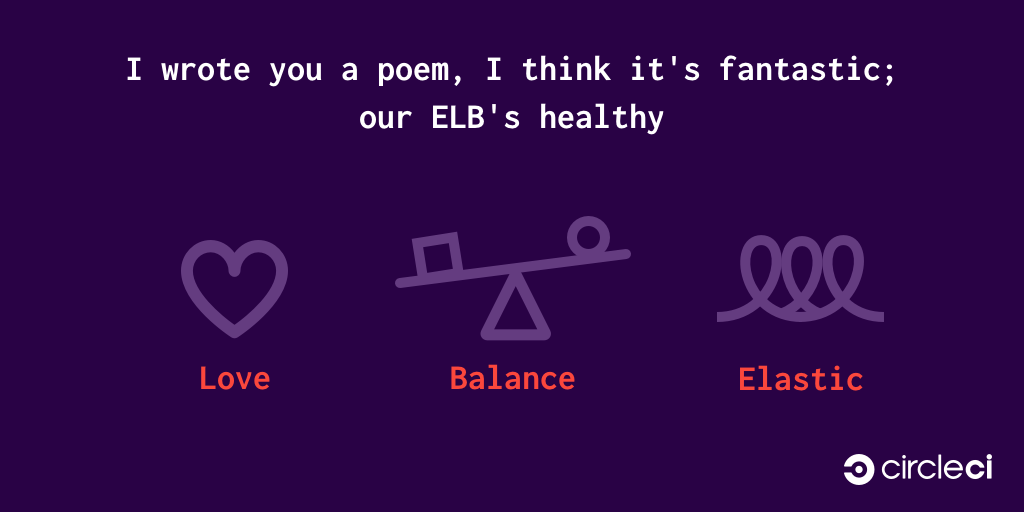 I wrote you a poem, I think it's fantastic;
our ELB's healthy
Love Balance Elastic
circleci